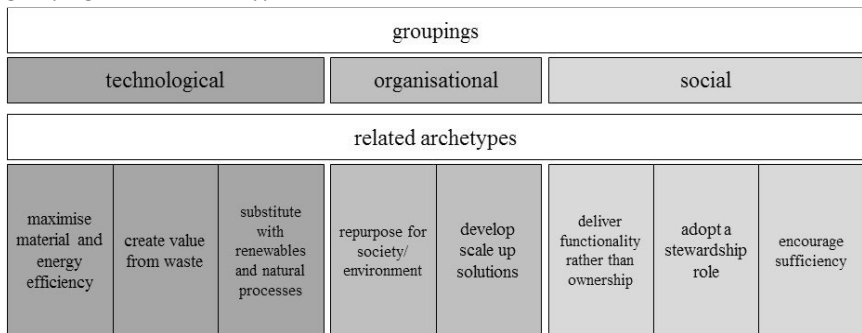 groupings
technological
organisational
social
related archetypes
maximise
material and
energy
efficiency
create value
from waste
substitute
with
renewables
and natural
processes
repurpose for
society/
environment
develop
scale up
solutions
deliver
functionality
rather than
ownership
adopt a
stewardship
role
encourage
sufficiency